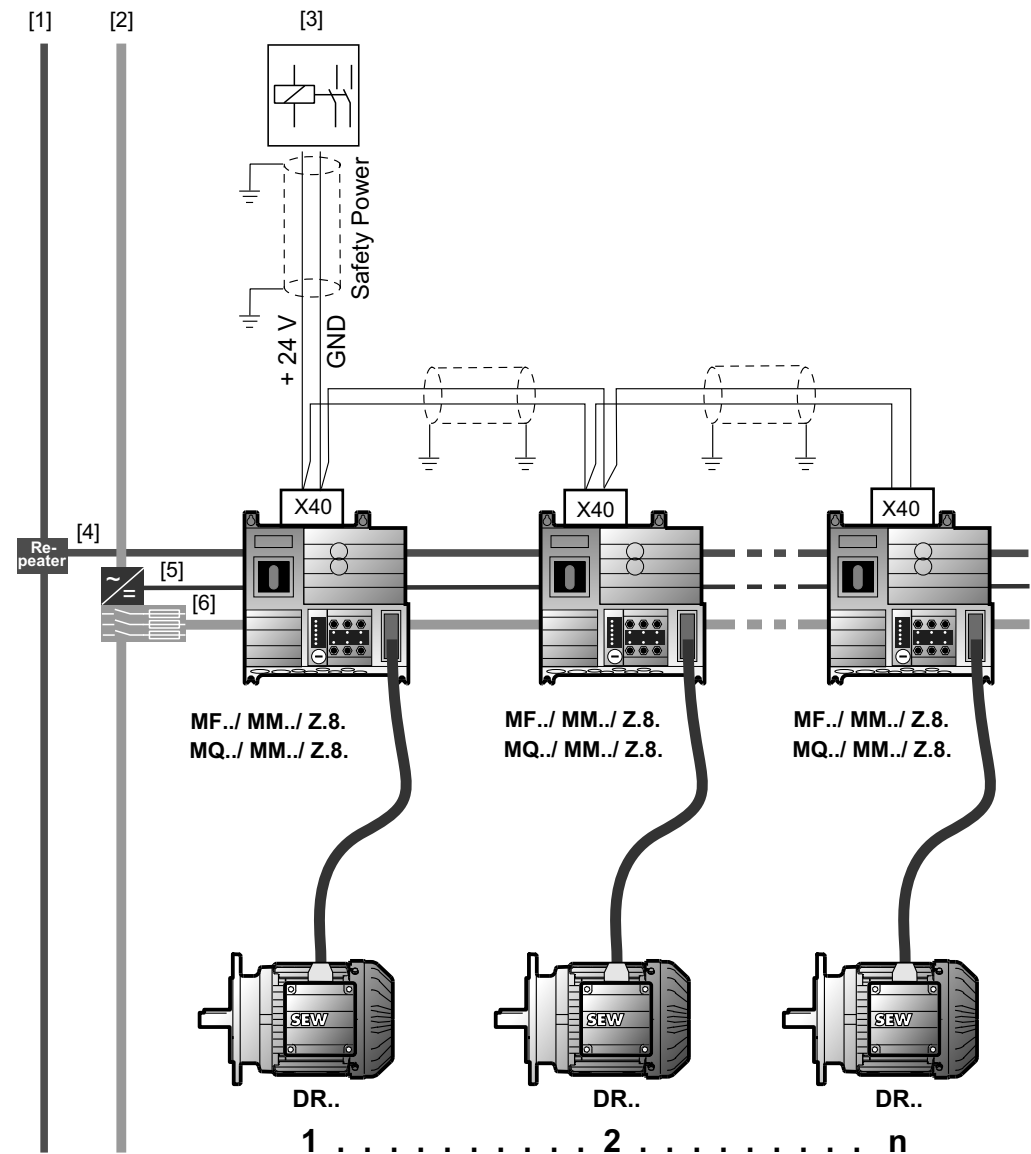 [1]
[2]
[3]
Safety Power
+ 24 V
GND
X40
X40
X40
[4]
Re-
peater
[5]
[6]
MF../ MM../ Z.8.
MQ../ MM../ Z.8.
MF../ MM../ Z.8.
MQ../ MM../ Z.8.
MF../ MM../ Z.8.
MQ../ MM../ Z.8.
SEW
SEW
SEW
DR..
DR..
DR..
1 . . . . . . . . . . 2 . . . . . . . . . n